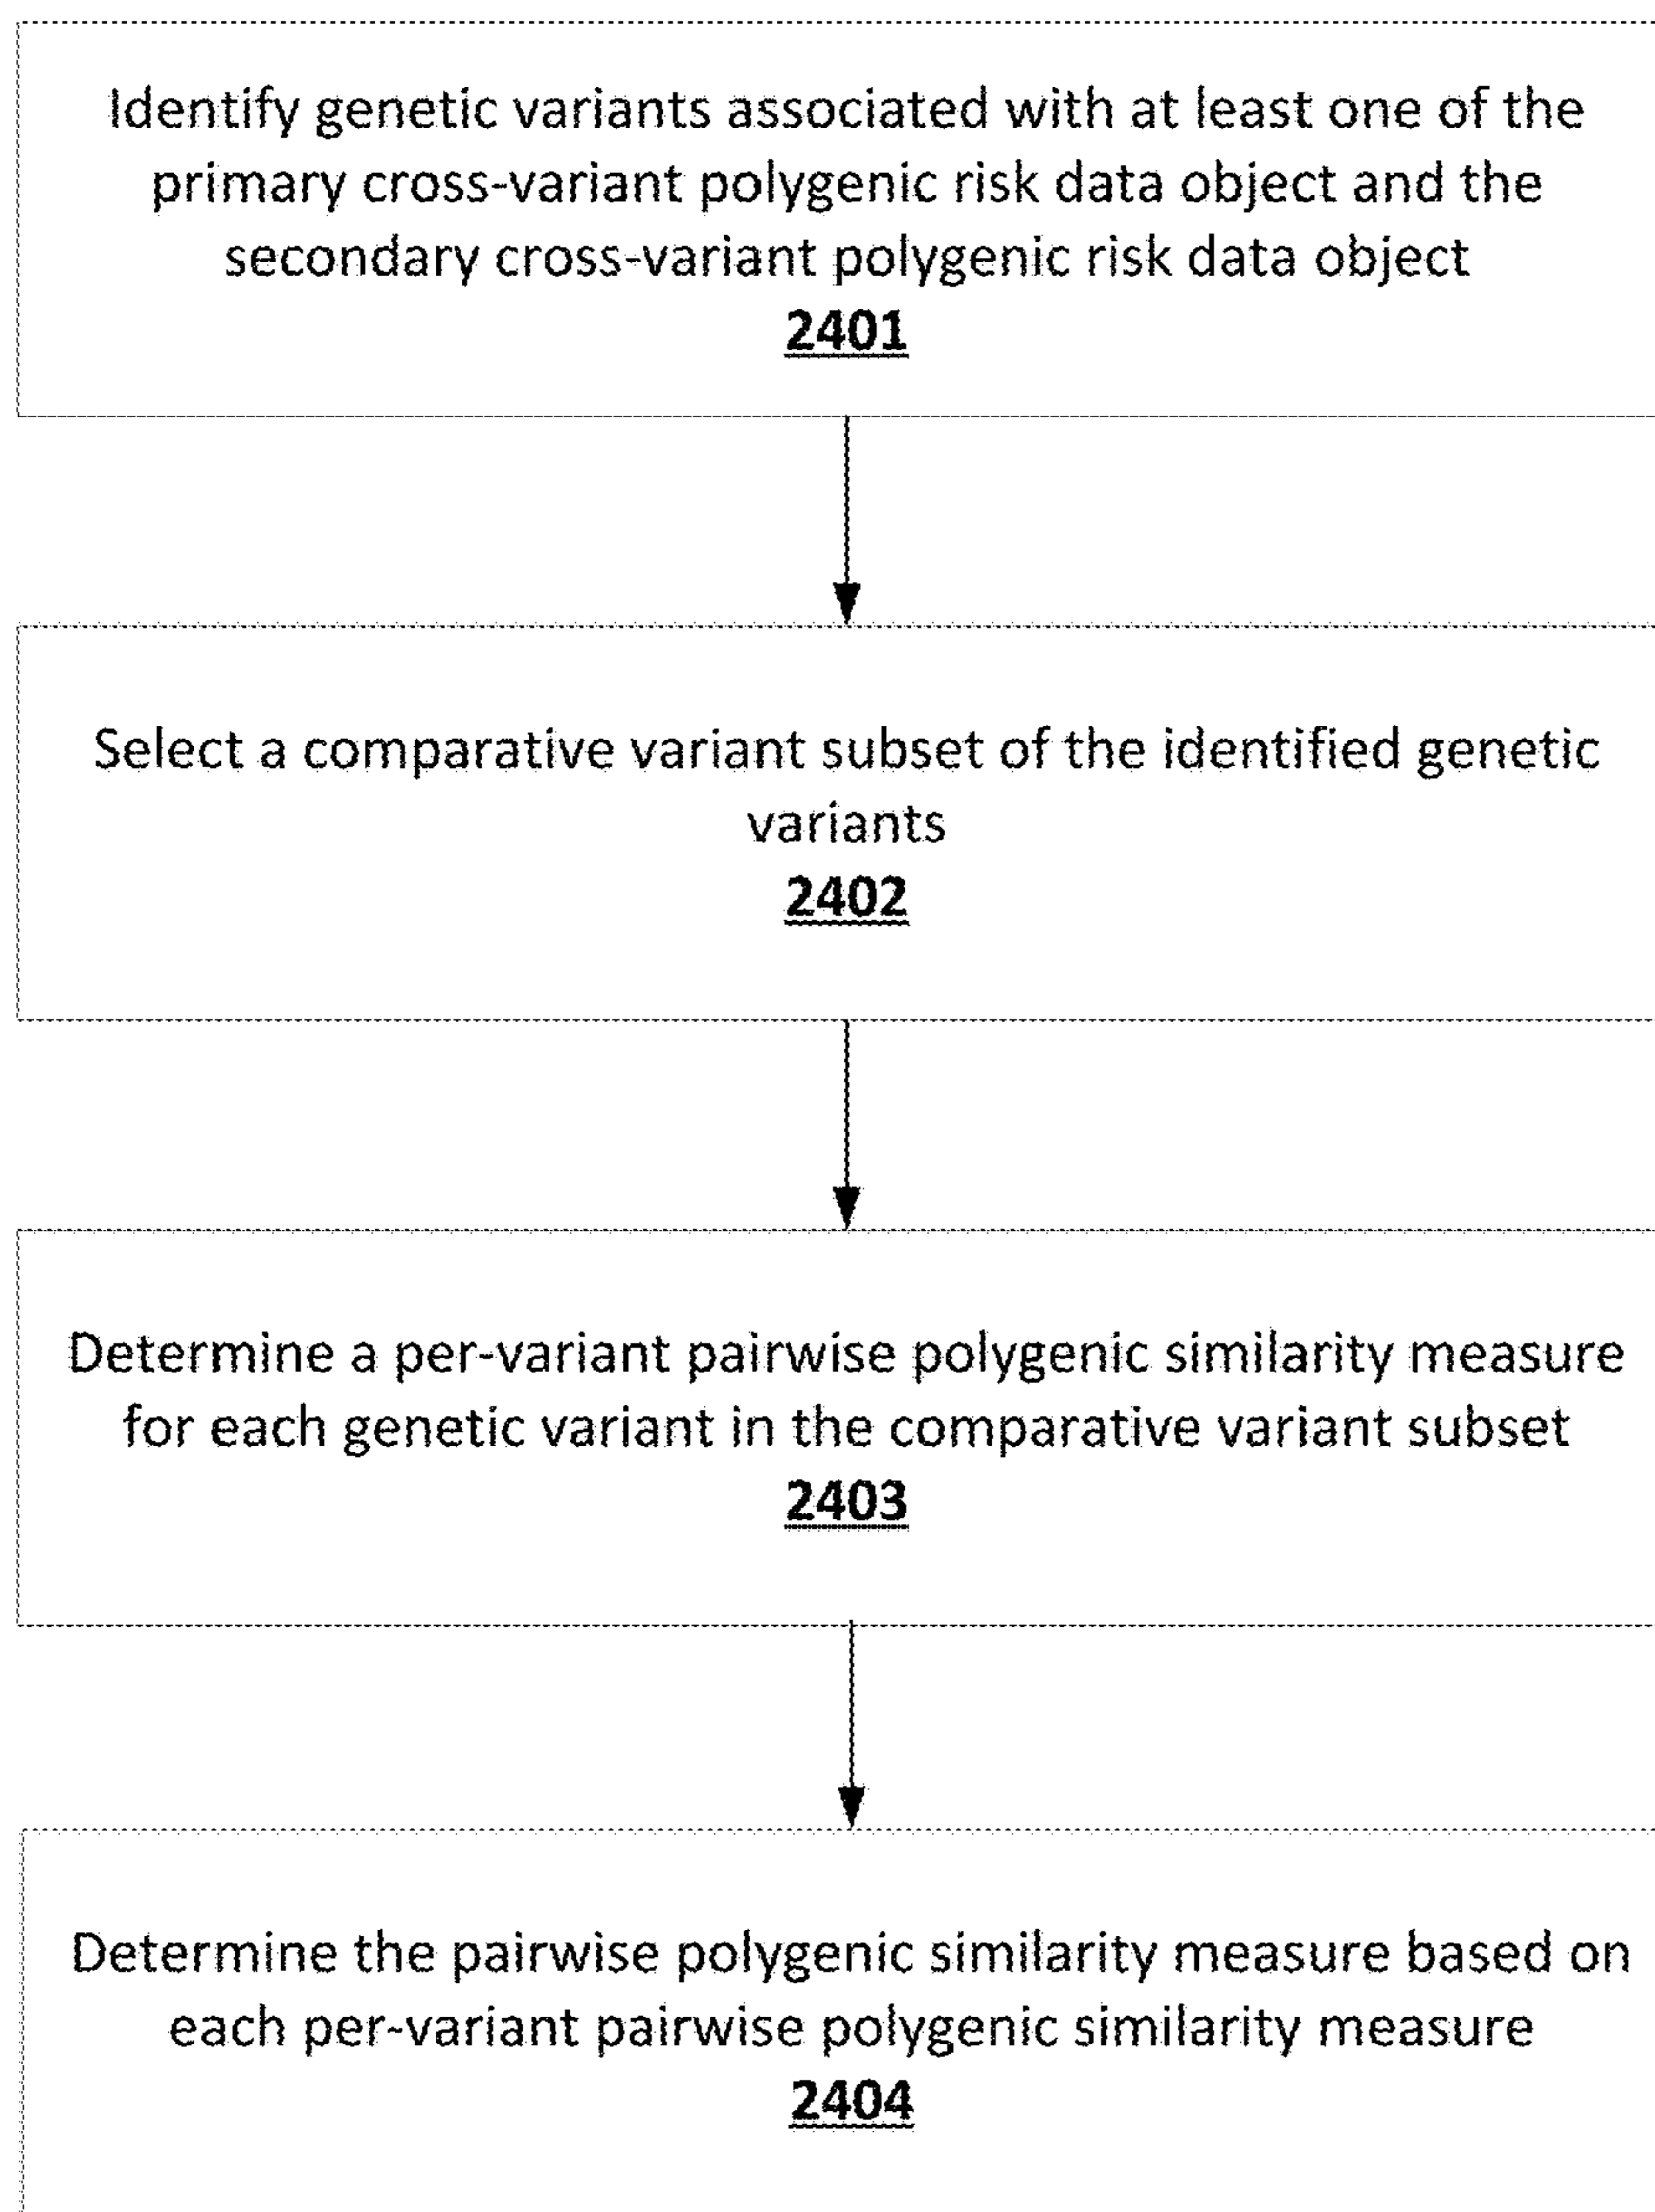 Identify genetic variants associated with at least one of the
primary cross-variant polygenic risk data object and the
secondary cross-variant polygenic risk data object
2401
Select a comparative variant subset of the identified genetic
variants
2402
Determine a per-variant pairwise polygenic similarity measure
for each genetic variant in the comparative variant subset
2403
Determine the pairwise polygenic similarity measure based on
each per-variant pairwise polygenic similarity measure
2404